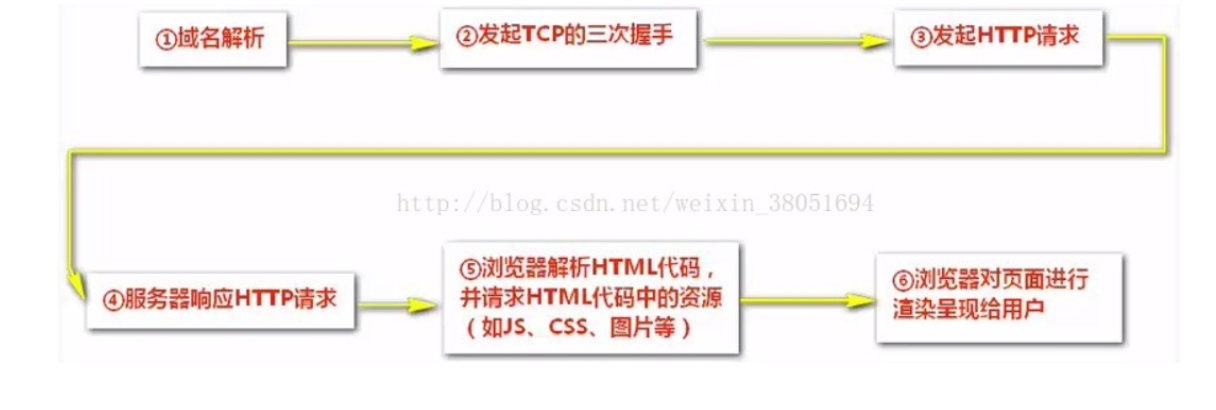 ①域名解析
②发起TCP的三次握手
③发起HTTP请求
http://blog.csdn.net/weixin_38051694
④服务器响应HTTP请求
⑤浏览器解析HTML代码，
并请求HTML代码中的资源
（如JS、CSS、图片等）
⑥浏览器对页面进行
渲染呈现给用户